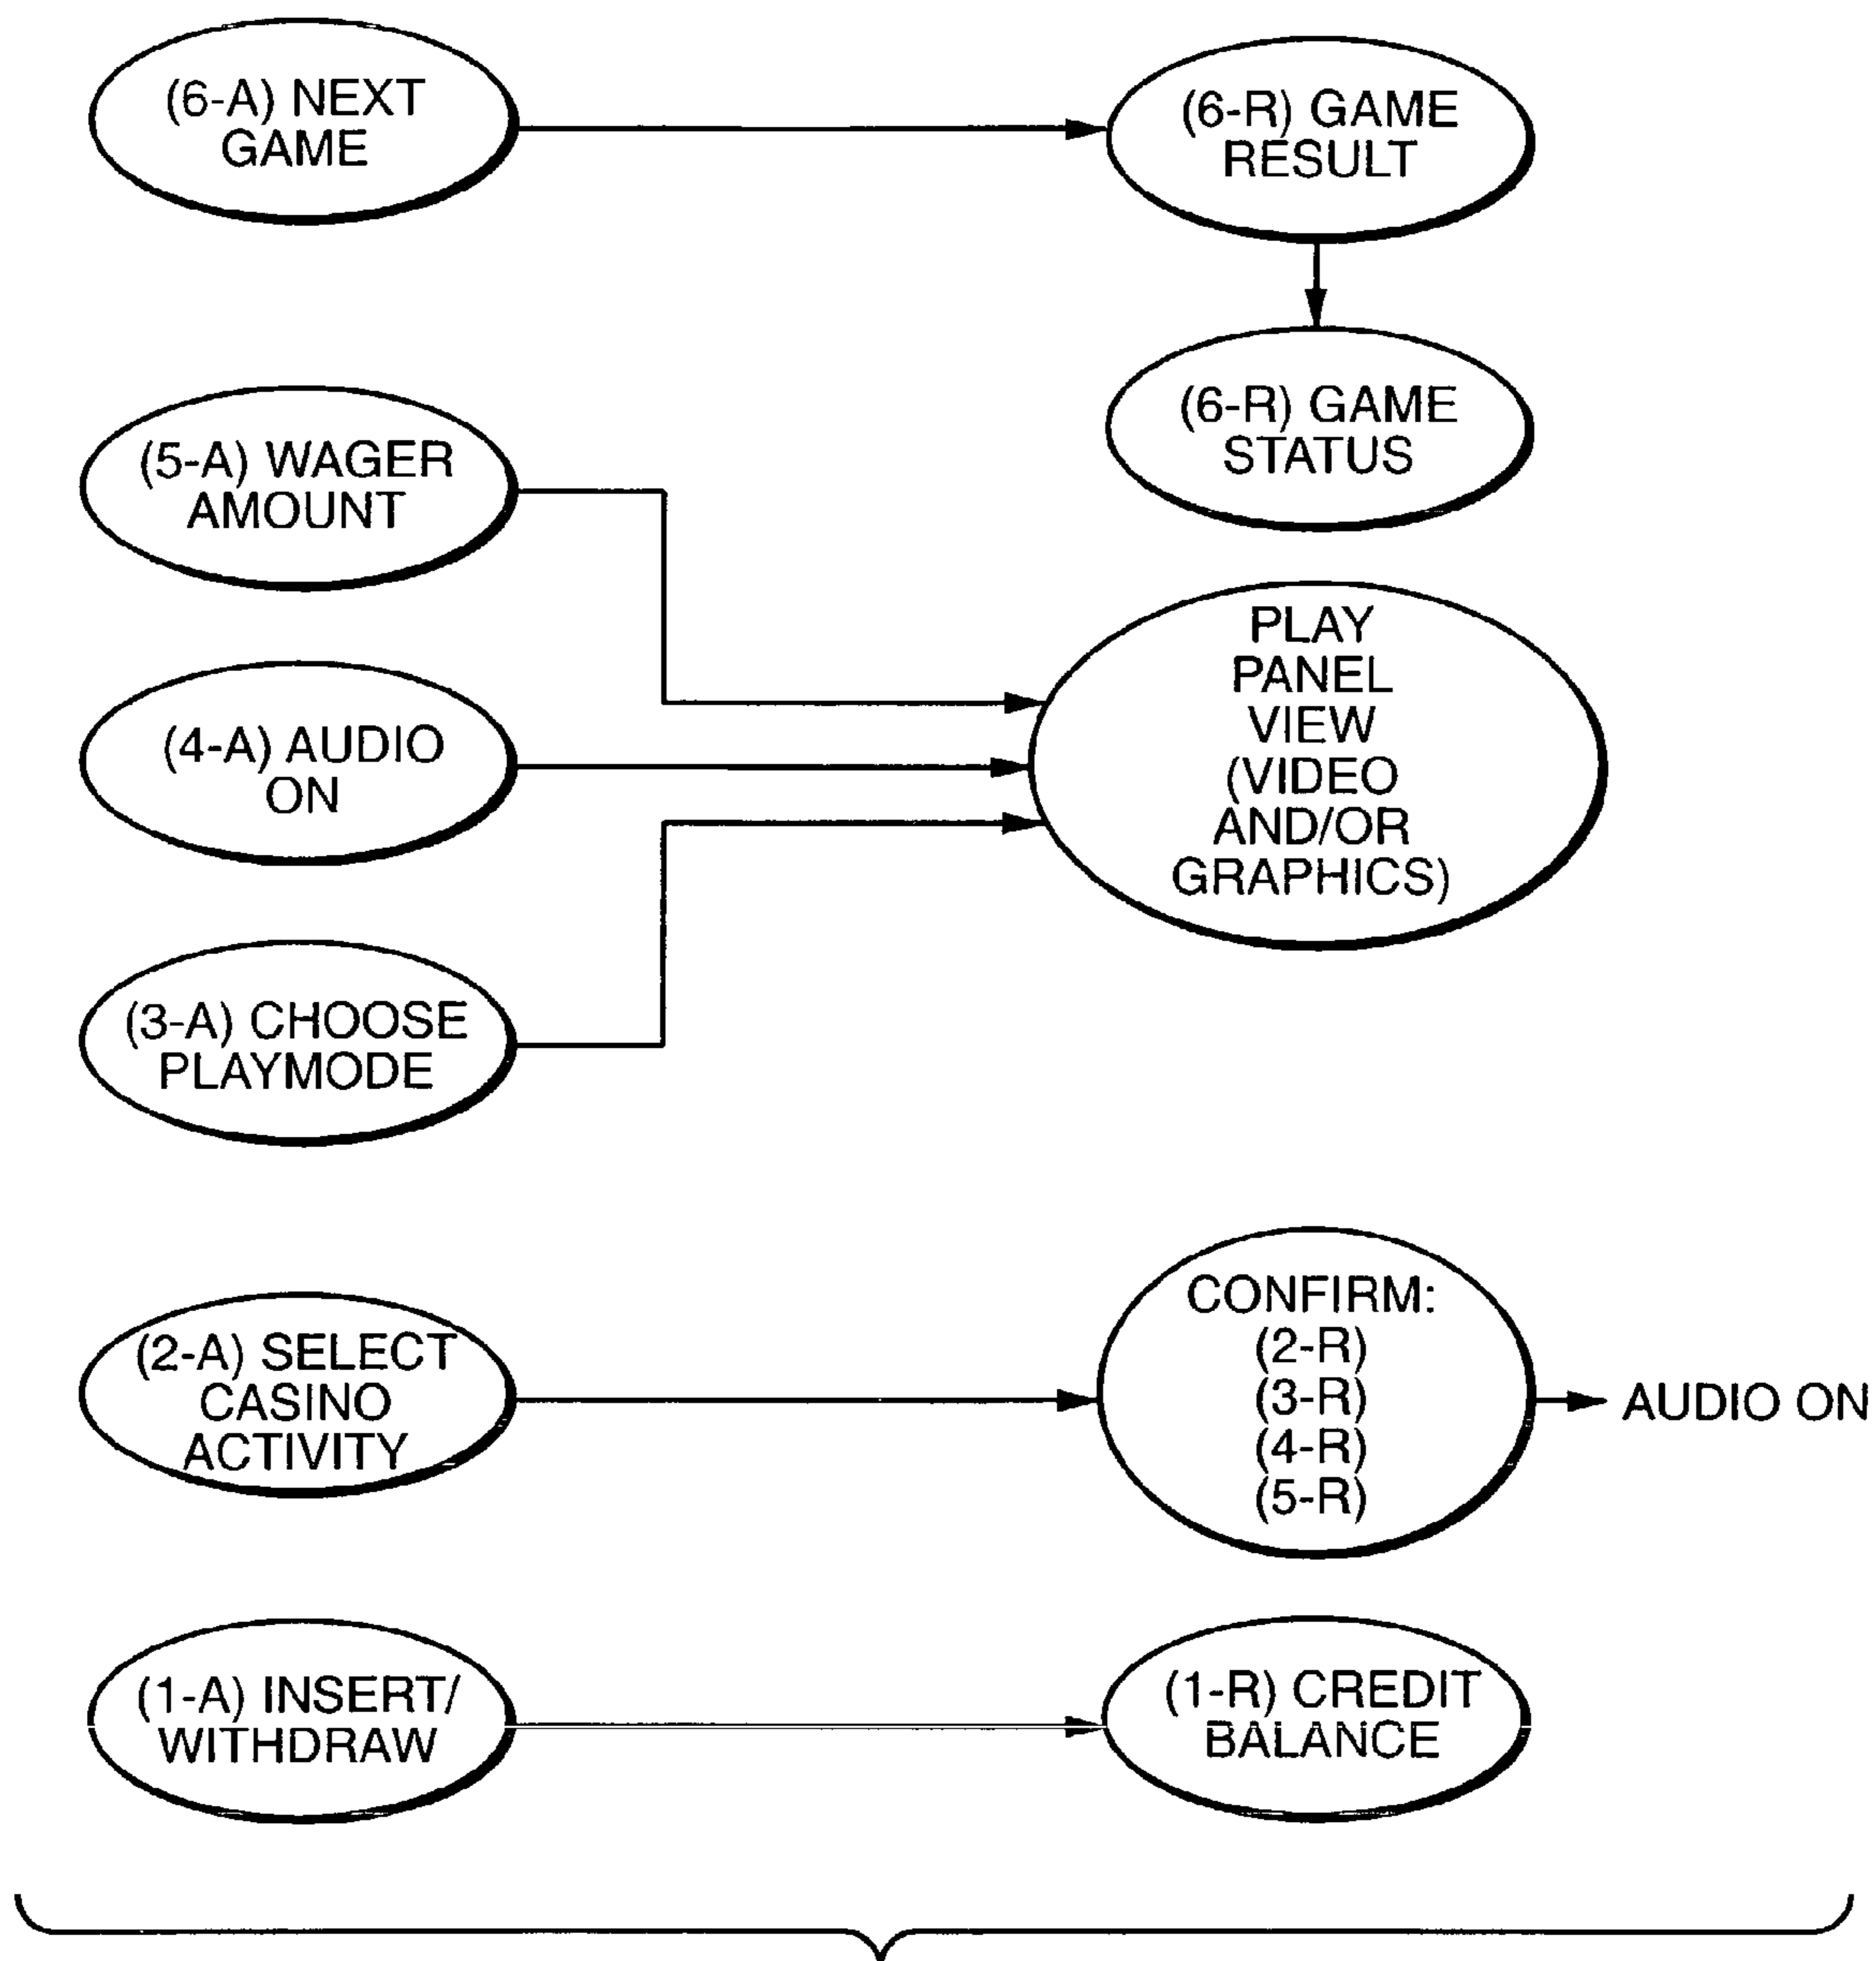 (6-A) NEXT
GAME
(6-R) GAME
RESULT
(6-R) GAME
STATUS
(5-A) WAGER
AMOUNT
PLAY
PANEL
VIEW
(VIDEO
AND/OR
GRAPHICS)
(4-A) AUDIO
ON
(3-A) CHOOSE
PLAYMODE
(2-A) SELECT
CASINO
ACTIVITY
CONFIRM:
(2-R)
(3-R)
(4-R)
(5-R)
AUDIO ON
(1-A) INSERT/
WITHDRAW
(1-R) CREDIT
BALANCE